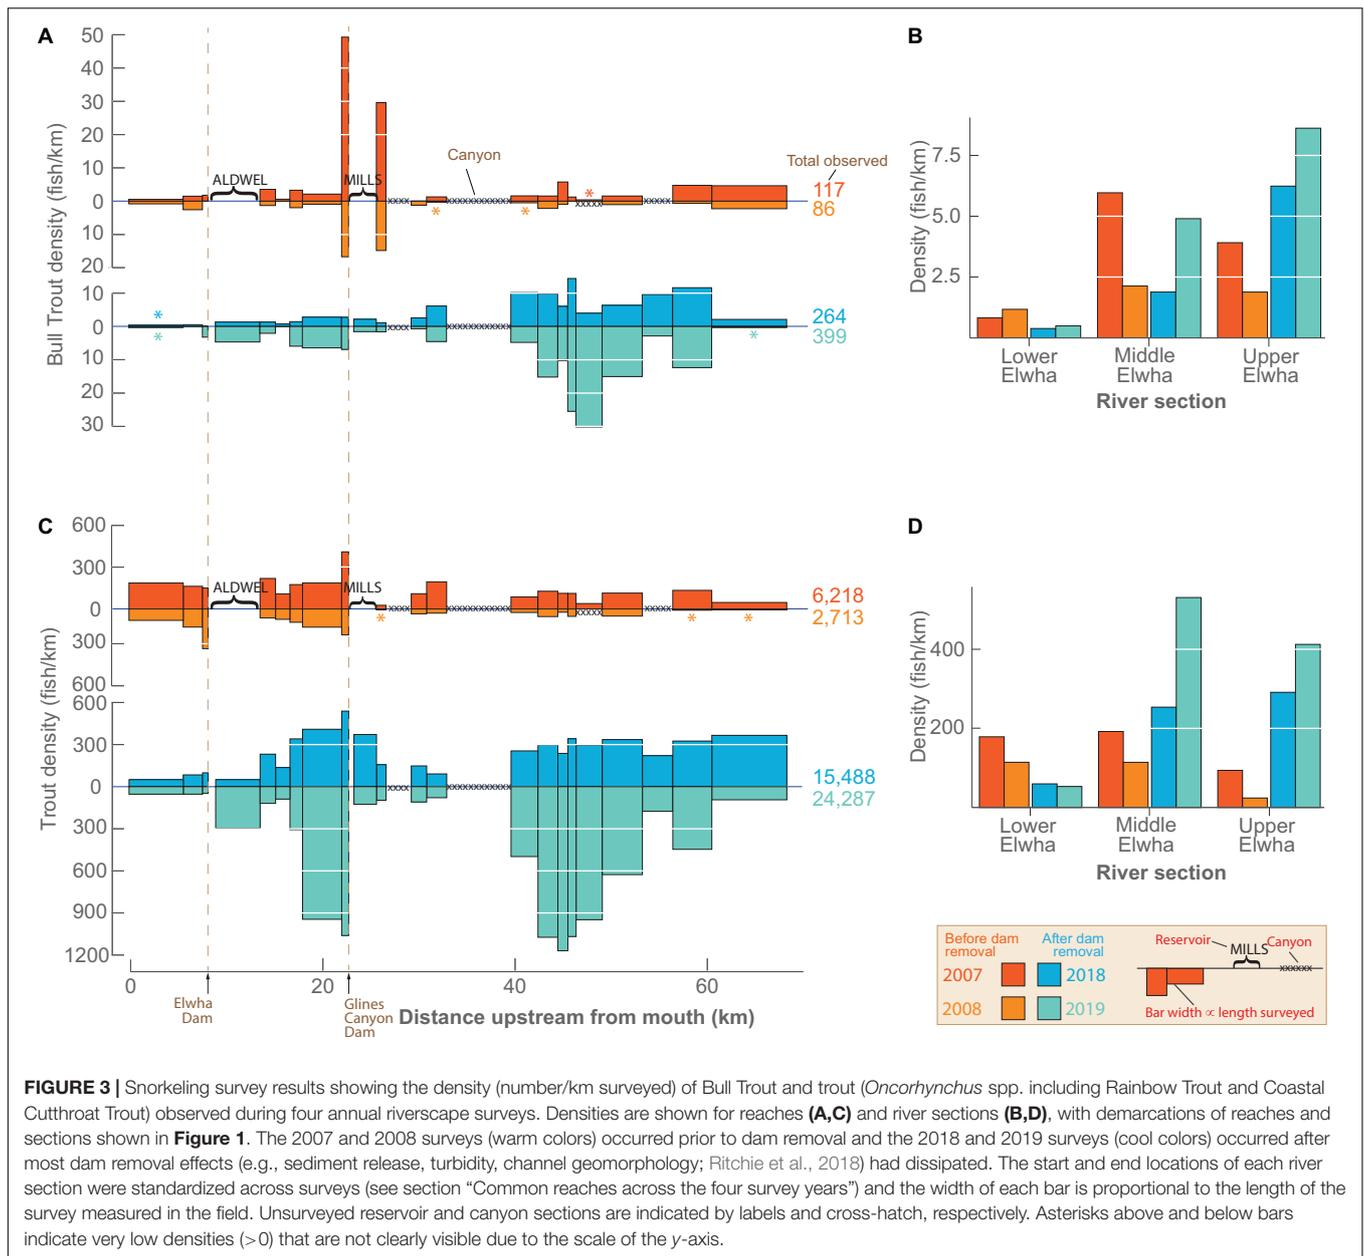 A
50
40
30
20
10
0
10
20
10
0
10
20
30
Bull Trout density (fish/km)
ALDWEL
MILLS
Canyon
Total observed
117
86
264
399
B
Density (fish/km)
7.5
5.0
2.5
Lower Elwha
Middle Elwha
Upper Elwha
River section
C
600
300
0
300
600
600
300
0
300
600
900
1200
Trout density (fish/km)
ALDWEL
MILLS
6,218
2,713
15,488
24,287
0
20
40
60
Elwha Dam
Glines Canyon Dam
Distance upstream from mouth (km)
D
Density (fish/km)
400
200
Lower Elwha
Middle Elwha
Upper Elwha
River section
Before dam removal
After dam removal
2007
2018
2008
2019
Reservoir
MILLS
Canyon
xxxxxx
Bar width ∝ length surveyed
FIGURE 3 | Snorkeling survey results showing the density (number/km surveyed) of Bull Trout and trout (Oncorhynchus spp. including Rainbow Trout and Coastal
Cutthroat Trout) observed during four annual riverscape surveys. Densities are shown for reaches (A,C) and river sections (B,D), with demarcations of reaches and
sections shown in Figure 1. The 2007 and 2008 surveys (warm colors) occurred prior to dam removal and the 2018 and 2019 surveys (cool colors) occurred after
most dam removal effects (e.g., sediment release, turbidity, channel geomorphology; Ritchie et al., 2018) had dissipated. The start and end locations of each river
section were standardized across surveys (see section “Common reaches across the four survey years”) and the width of each bar is proportional to the length of the
survey measured in the field. Unsurveyed reservoir and canyon sections are indicated by labels and cross-hatch, respectively. Asterisks above and below bars
indicate very low densities (>0) that are not clearly visible due to the scale of the y-axis.